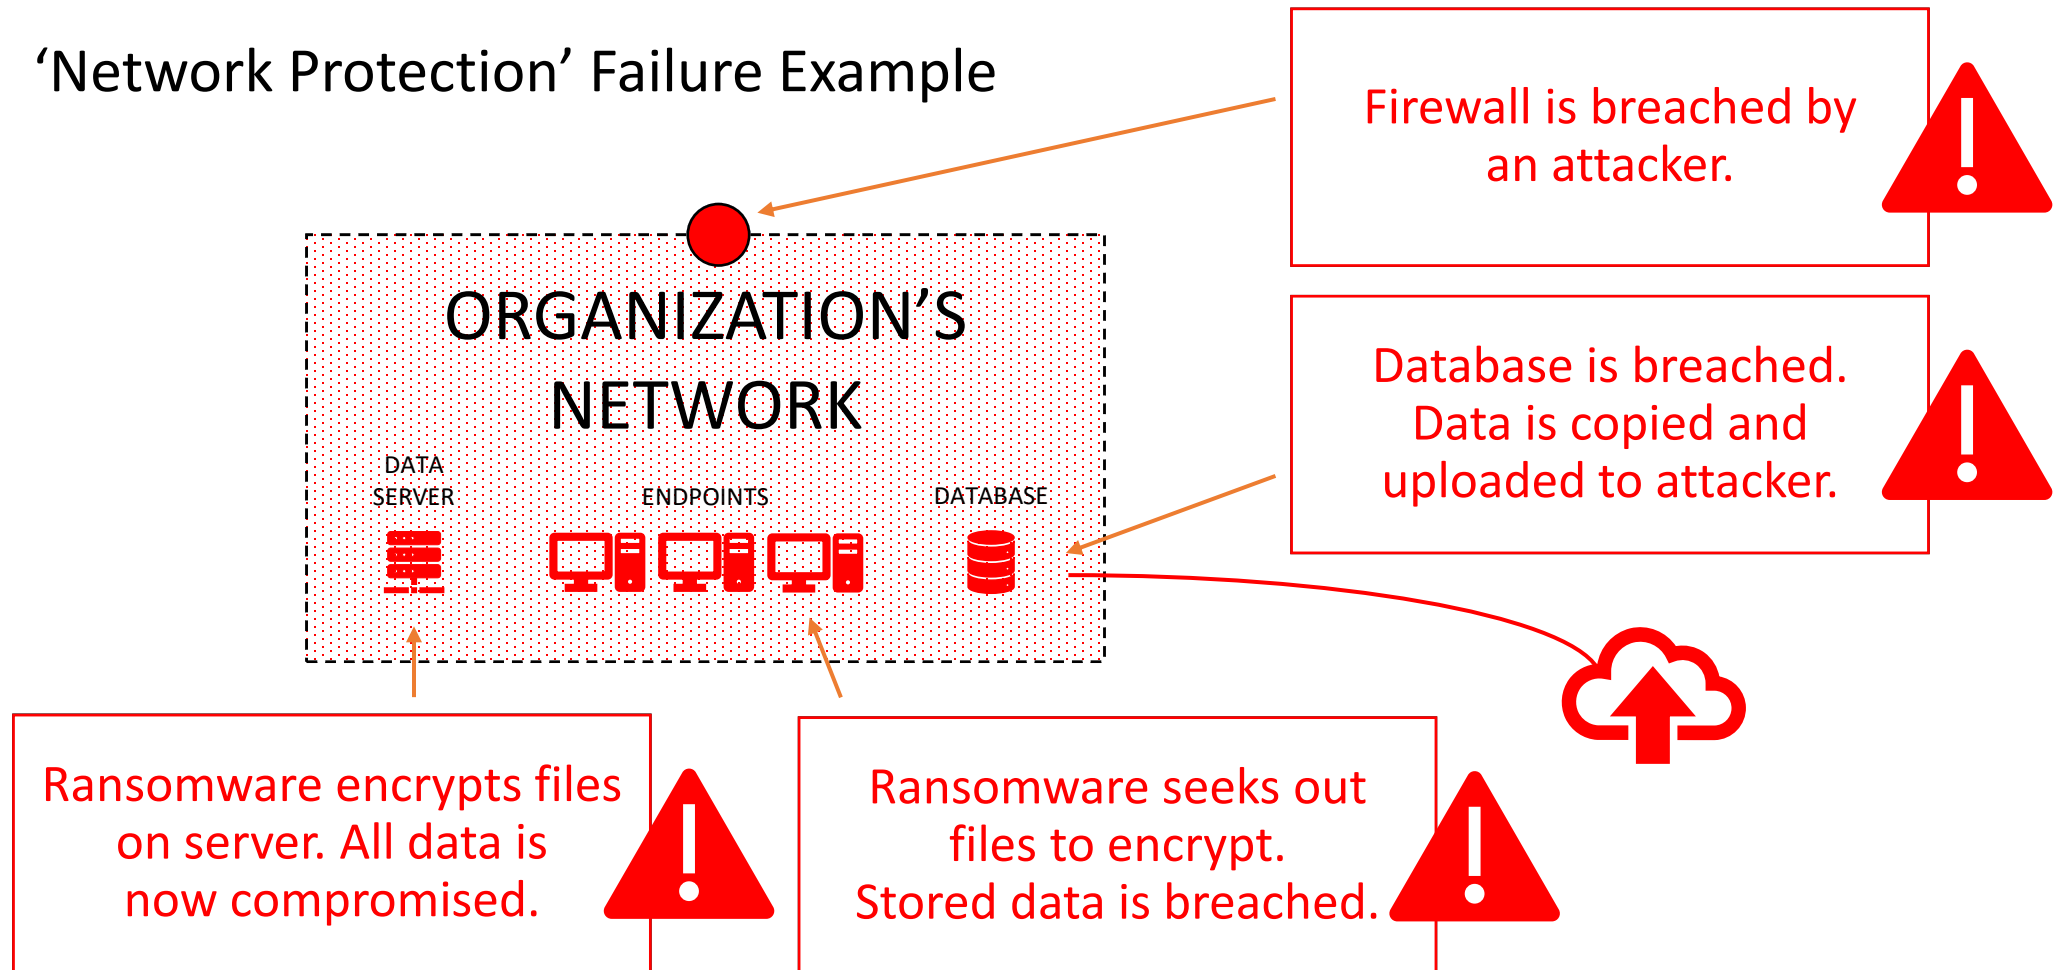 ‘Network Protection’ Failure Example
Firewall is breached by
an attacker.
ORGANIZATION’S
NETWORK
Database is breached.
Data is copied and
uploaded to attacker.
DATA
SERVER
ENDPOINTS
DATABASE
Ransomware encrypts files
on server. All data is
now compromised.
Ransomware seeks out
files to encrypt.
Stored data is breached.